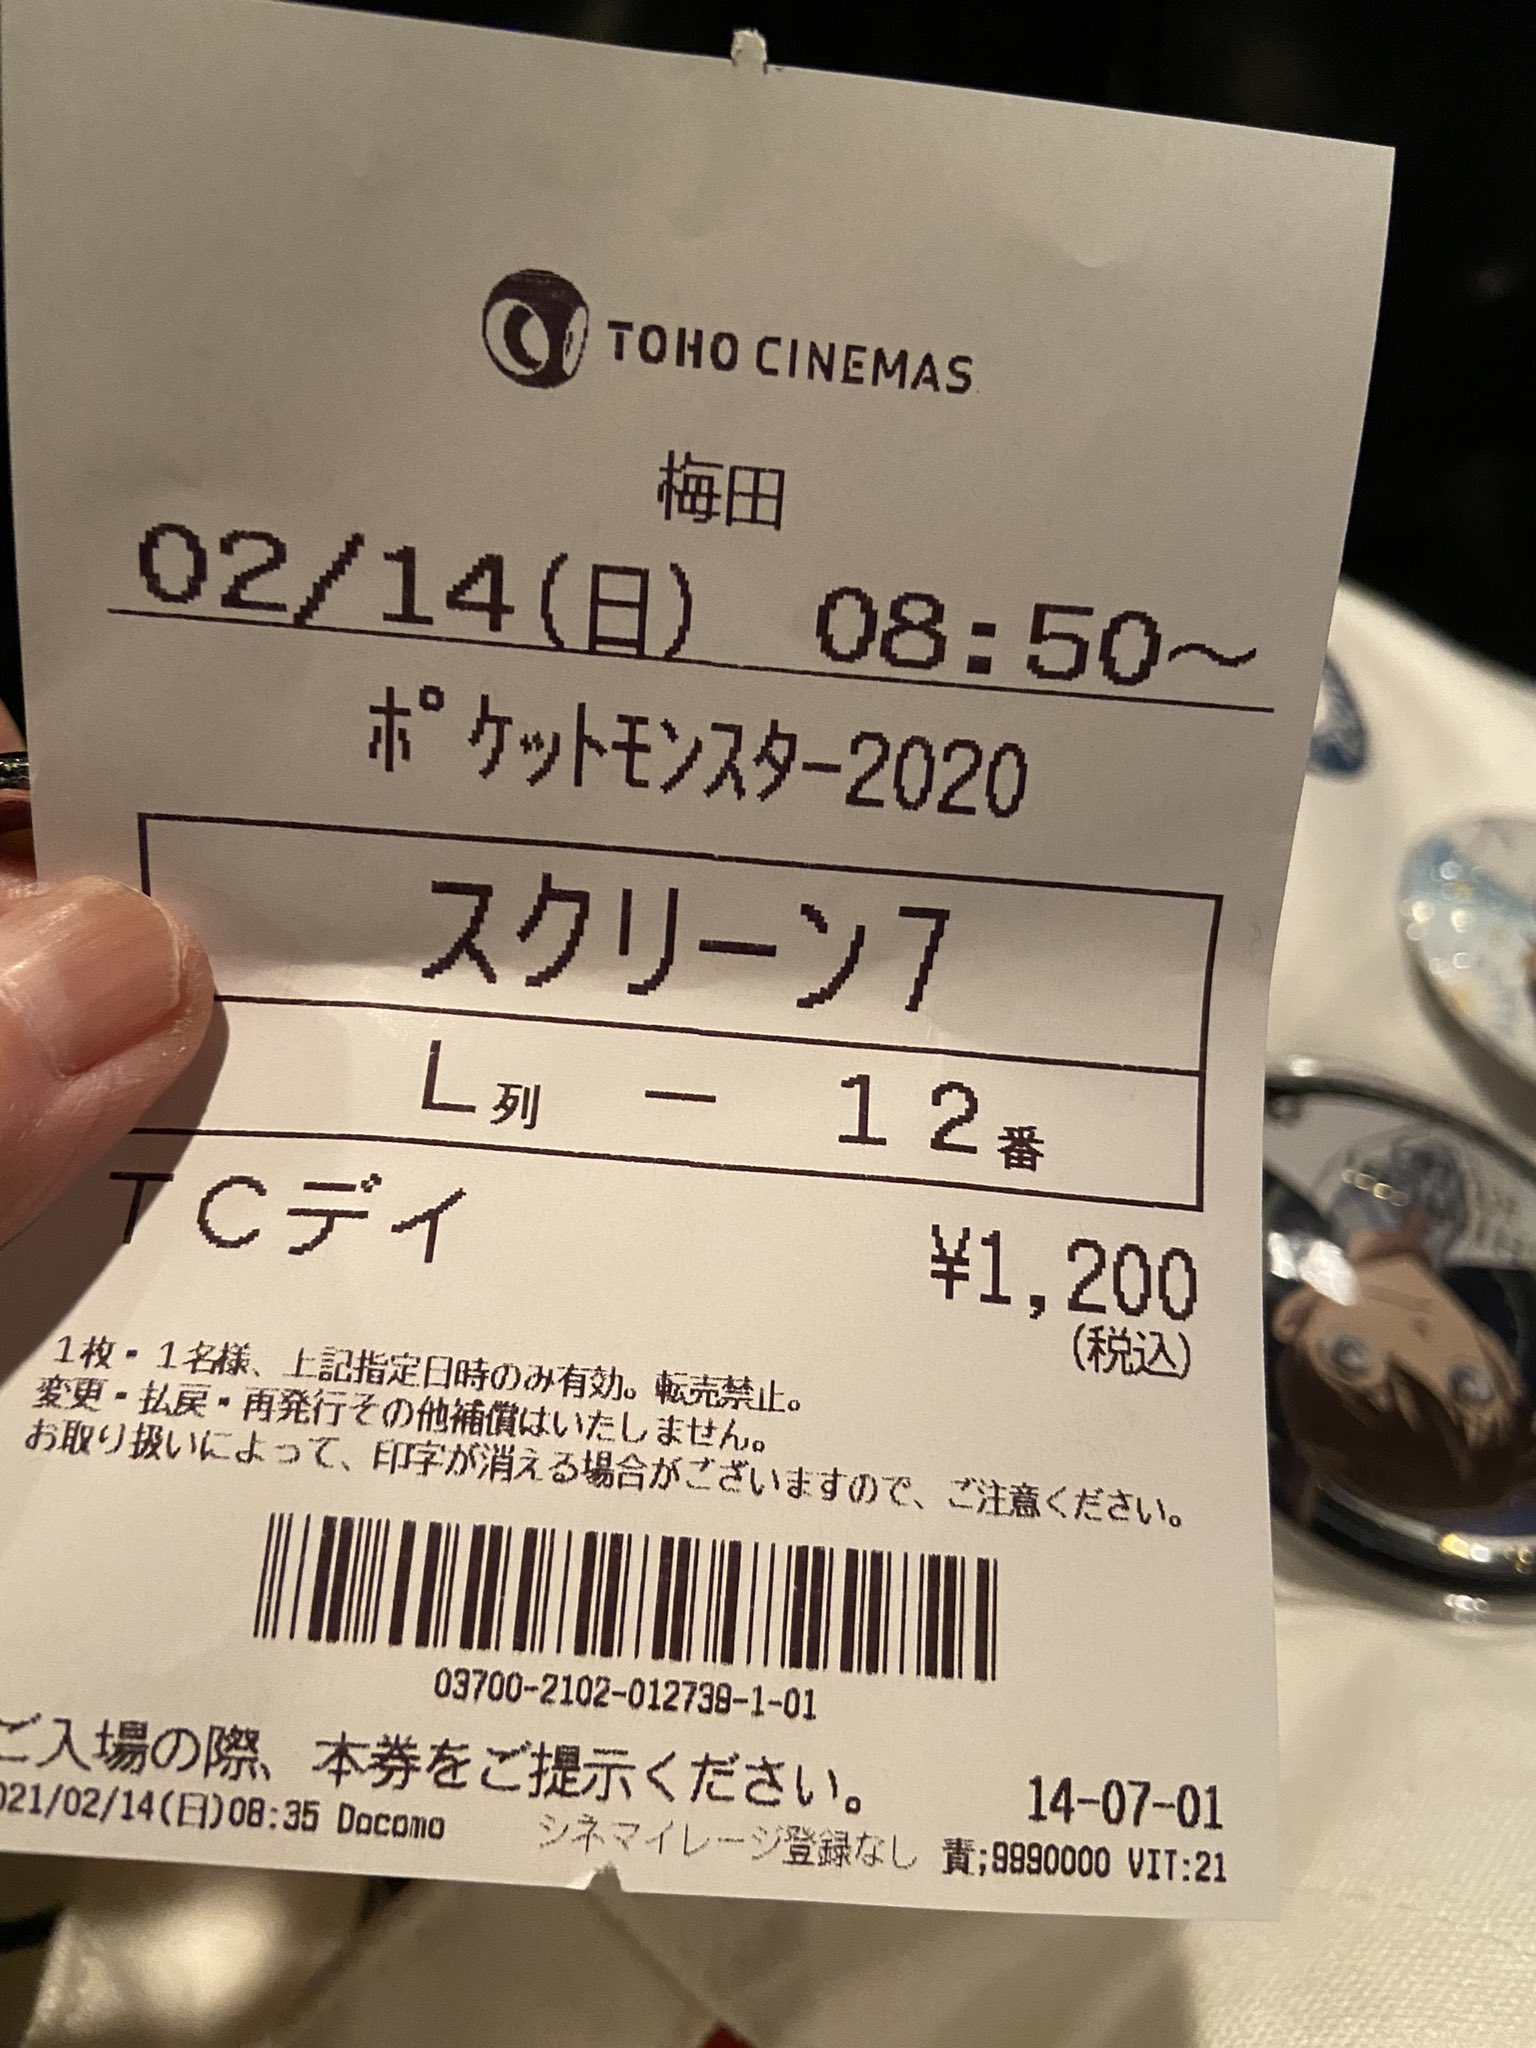 TOHO CINEMAS
梅田
02/14(日) 08:50～
ポケットモンスター2020
スクリーン7
L列 － 12番
TCデイ ¥1,200
(税込)
1枚・1名様、上記指定日時のみ有効。転売禁止。
変更・払戻・再発行その他補償はいたしません。
お取り扱いによって、印字が消える場合がございますので、ご注意ください。
03700-2102-012739-1-01
ご入場の際、本券をご提示ください。 14-07-01
021/02/14(日)08:35 Docomo シネマイレージ登録なし 責;9990000 VIT:21